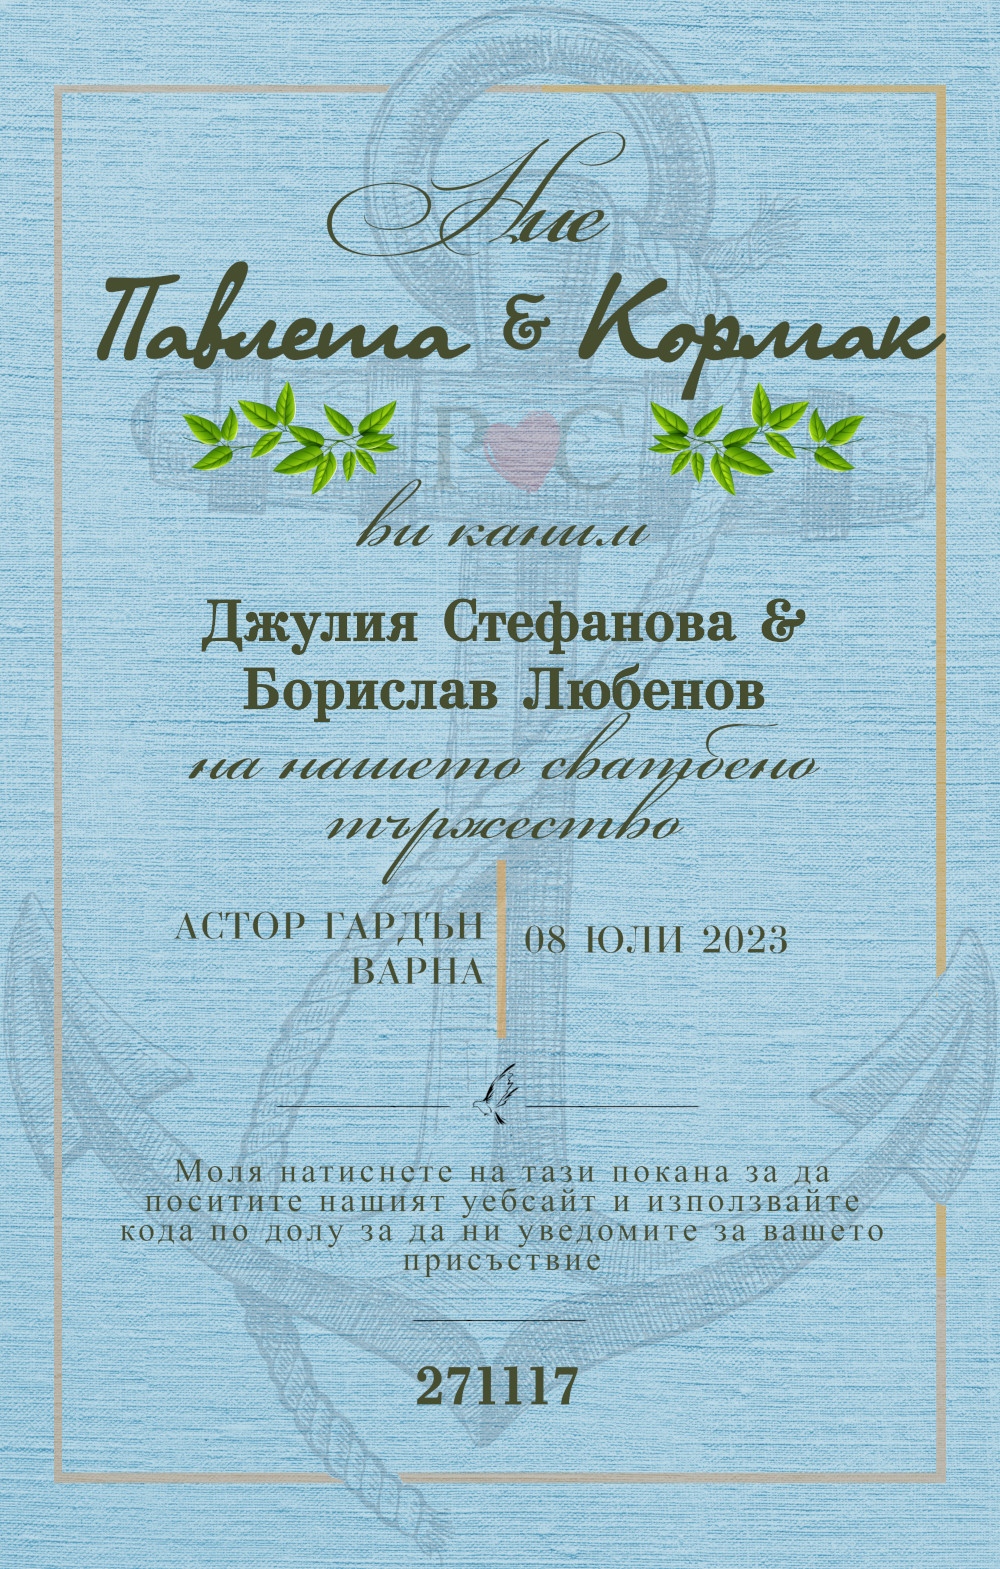 Ние
Павлета & Кормак
P C
ви каним
Джулия Стефанова &
Борислав Любенов
на нашето сватбено
тържество
АСТОР ГАРДЪН
ВАРНА
08 ЮЛИ 2023
Моля натиснете на тази покана за да
поситите нашият уебсайт и използвайте
кода по долу за да ни уведомите за вашето
присъствие
271117